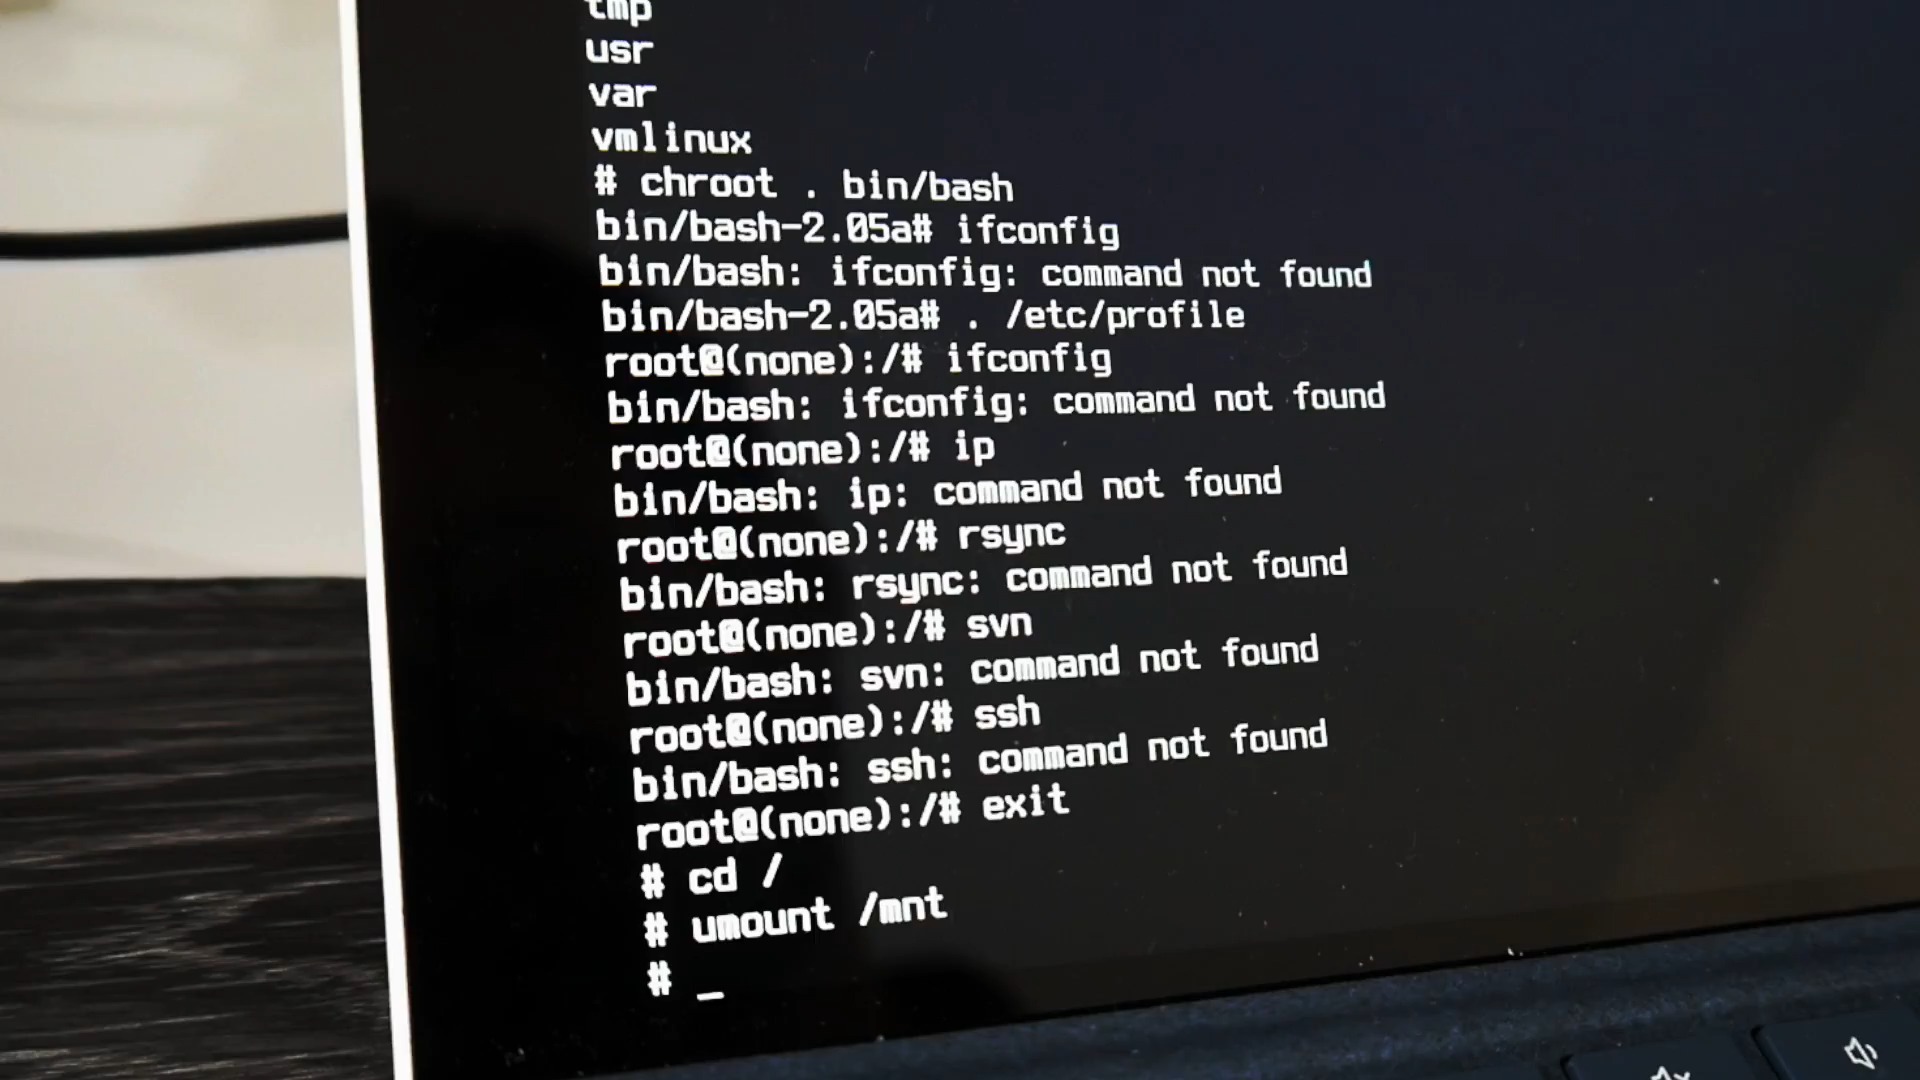 tmp
usr
var
vmlinux
# chroot . bin/bash
bin/bash-2.05a# ifconfig
bin/bash: ifconfig: command not found
bin/bash-2.05a# . /etc/profile
root@(none):/# ifconfig
bin/bash: ifconfig: command not found
root@(none):/# ip
bin/bash: ip: command not found
root@(none):/# rsync
bin/bash: rsync: command not found
root@(none):/# svn
bin/bash: svn: command not found
root@(none):/# ssh
bin/bash: ssh: command not found
root@(none):/# exit
# cd /
# umount /mnt
# _